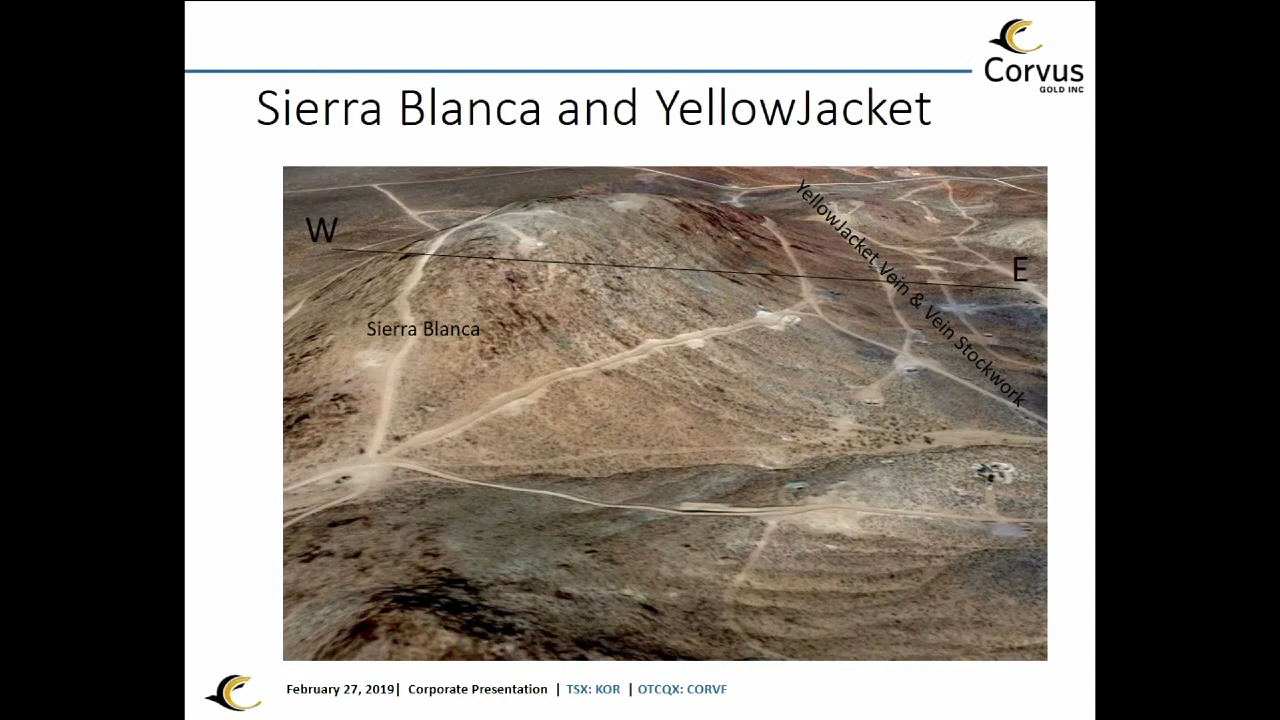 Corvus
GOLD INC
Sierra Blanca and YellowJacket
W
YellowJacket Vein & Vein Stockwork
E
Sierra Blanca
February 27, 2019| Corporate Presentation | TSX: KOR | OTCQX: CORVF